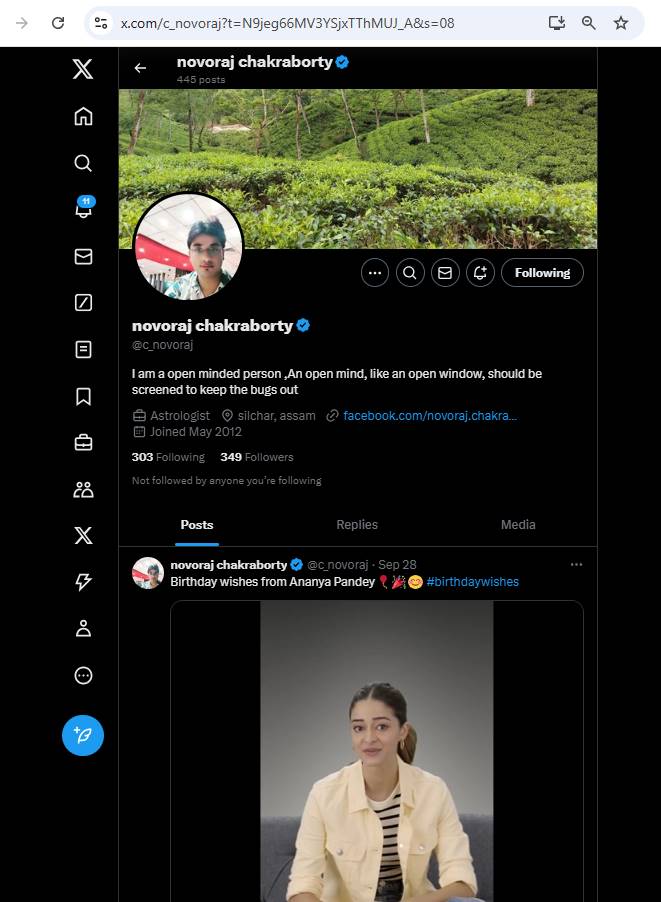 x.com/c_novoraj?t=N9jeg66MV3YSjxTThMUJ_A&s=08
novoraj chakraborty
445 posts
11
Following
novoraj chakraborty
@c_novoraj
I am a open minded person ,An open mind, like an open window, should be
screened to keep the bugs out
Astrologist silchar, assam facebook.com/novoraj.chakra...
Joined May 2012
303 Following 349 Followers
Not followed by anyone you're following
Posts Replies Media
novoraj chakraborty @c_novoraj · Sep 28
Birthday wishes from Ananya Pandey 🎈🎉😊 #birthdaywishes